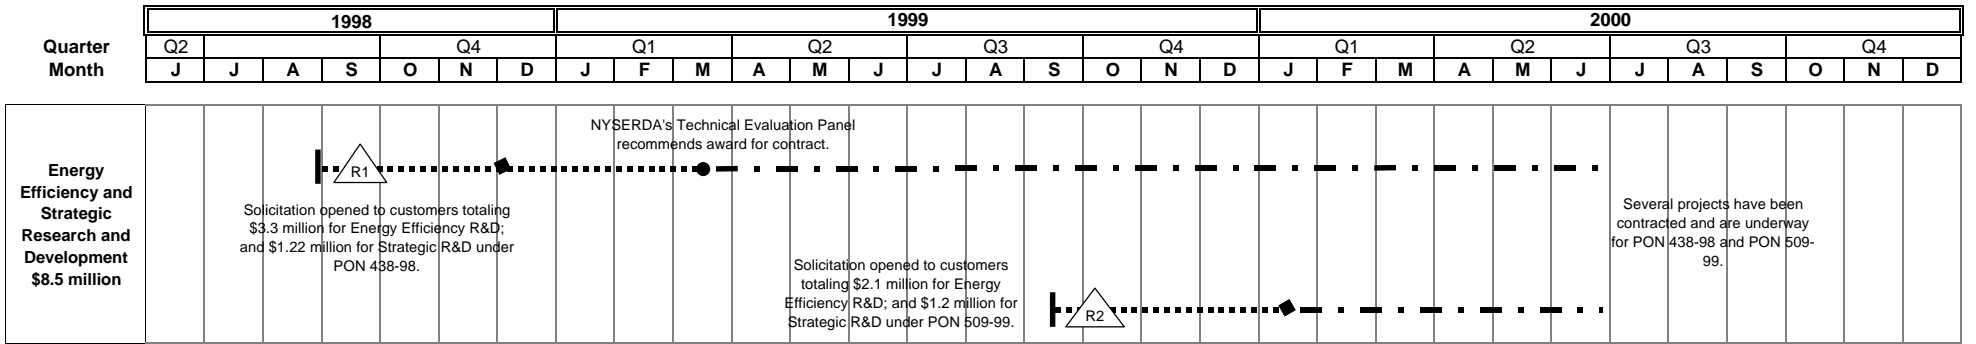 1998 1999 2000
Quarter Q2 Q4 Q1 Q2 Q3 Q4 Q1 Q2 Q3 Q4
Month J J A S O N D J F M A M J J A S O N D J F M A M J J A S O N D
NYSERDA's Technical Evaluation Panel
recommends award for contract.
Energy
Efficiency and
Strategic
Research and
Development
$8.5 million
R1
Solicitation opened to customers totaling
$3.3 million for Energy Efficiency R&D;
and $1.22 million for Strategic R&D under
PON 438-98.
Solicitation opened to customers
totaling $2.1 million for Energy
Efficiency R&D; and $1.2 million for
Strategic R&D under PON 509-99.
R2
Several projects have been
contracted and are underway
for PON 438-98 and PON 509-
99.